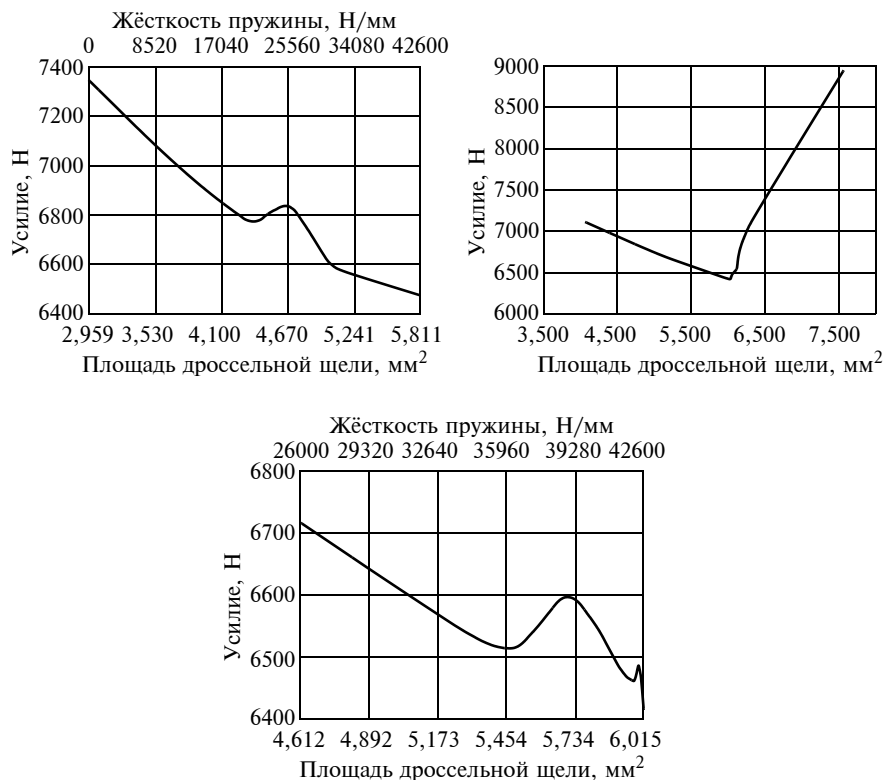 Жёсткость пружины, Н/мм
0 8520 17040 25560 34080 42600
7400
7200
7000
6800
6600
6400
Усилие, Н
2,959 3,530 4,100 4,670 5,241 5,811
Площадь дроссельной щели, мм²
9000
8500
8000
7500
7000
6500
6000
Усилие, Н
3,500 4,500 5,500 6,500 7,500
Площадь дроссельной щели, мм²
Жёсткость пружины, Н/мм
26000 29320 32640 35960 39280 42600
6800
6700
6600
6500
6400
Усилие, Н
4,612 4,892 5,173 5,454 5,734 6,015
Площадь дроссельной щели, мм²